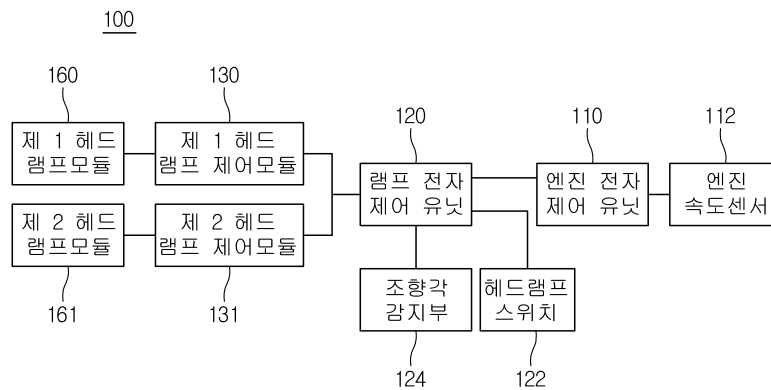 100
160
130
120
110
112
제 1 헤드
램프모듈
제 1 헤드
램프 제어모듈
램프 전자
제어 유닛
엔진 전자
제어 유닛
엔진
속도센서
제 2 헤드
램프모듈
제 2 헤드
램프 제어모듈
161
131
조향각
감지부
헤드램프
스위치
124
122